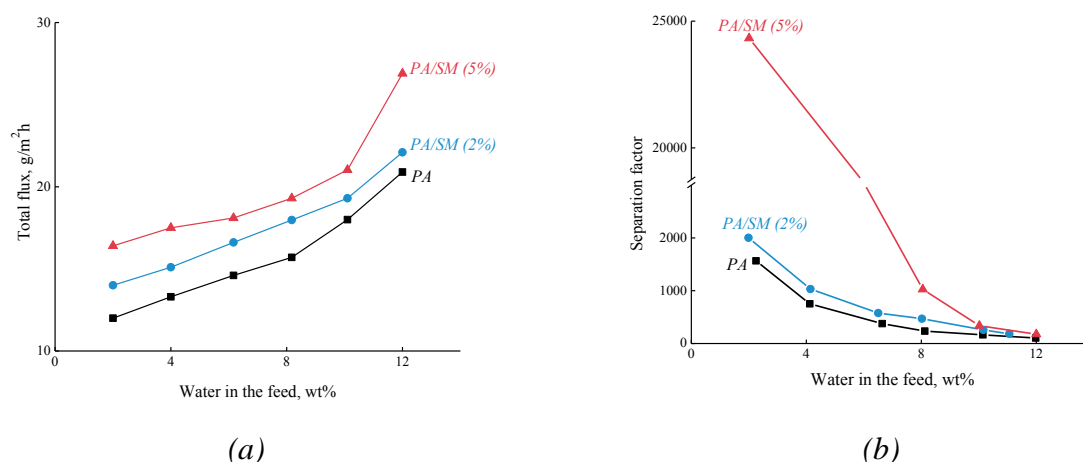 30
20
10
Total flux, g/m²h
PA/SM (5%)
PA/SM (2%)
PA
0 4 8 12
Water in the feed, wt%
(a)
25000
20000
2000
1000
0
Separation factor
PA/SM (5%)
PA/SM (2%)
PA
0 4 8 12
Water in the feed, wt%
(b)